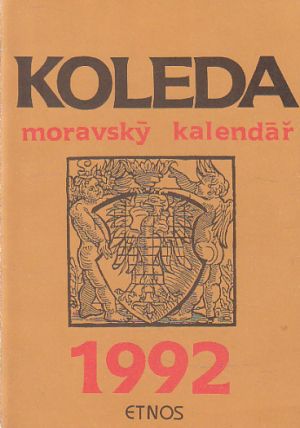 KOLEDA
moravský kalendář
1992
ETNOS